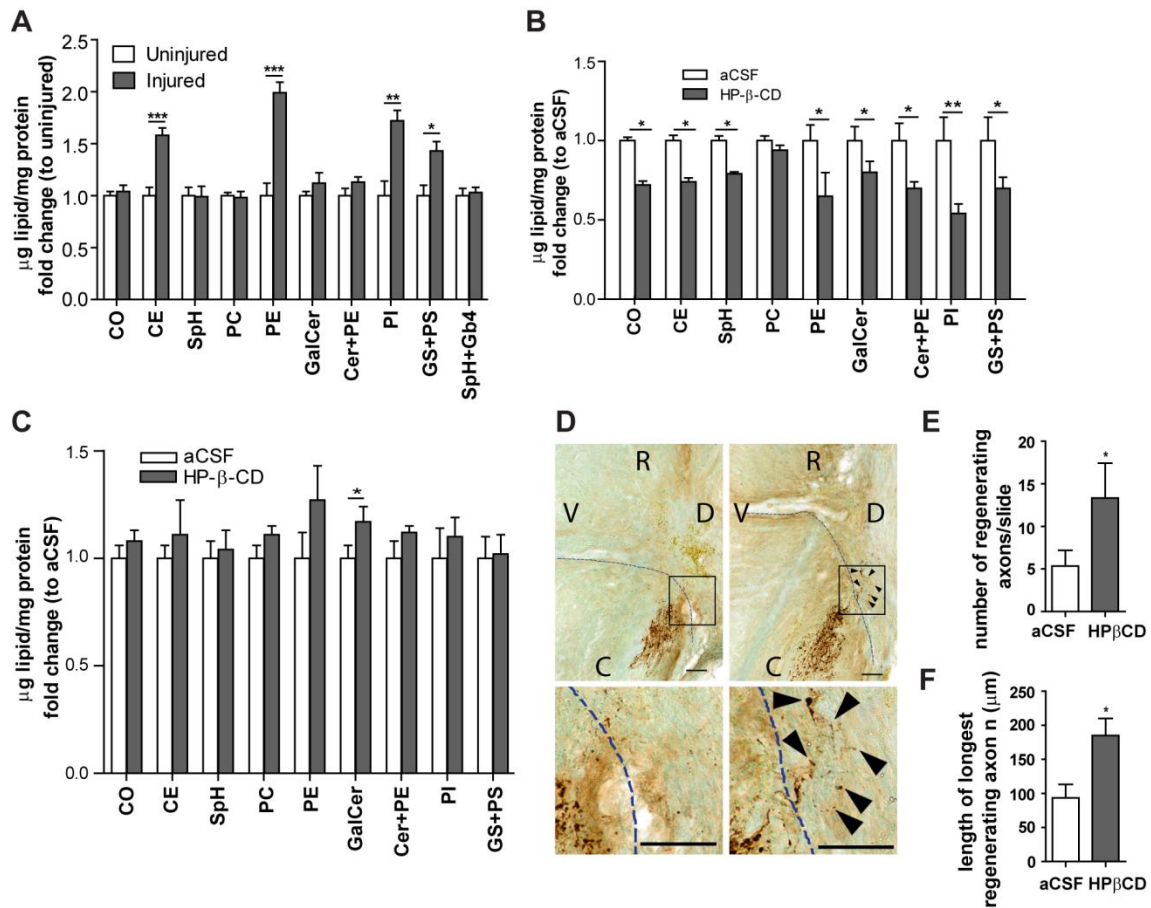 A
μg lipid/mg protein
fold change (to uninjured)
2.5
2.0
1.5
1.0
0.5
0.0
Uninjured
Injured
***
***
**
*
CO
CE
SpH
PC
PE
GalCer
Cer+PE
PI
GS+PS
SpH+Gb4
B
μg lipid/mg protein
fold change (to aCSF)
1.5
1.0
0.5
0.0
aCSF
HP-β-CD
*
*
*
*
*
*
**
*
CO
CE
SpH
PC
PE
GalCer
Cer+PE
PI
GS+PS
C
μg lipid/mg protein
fold change (to aCSF)
1.5
1.0
0.5
0.0
aCSF
HP-β-CD
*
CO
CE
SpH
PC
PE
GalCer
Cer+PE
PI
GS+PS
D
R
V
D
C
R
V
D
C
E
number of regenerating
axons/slide
20
15
10
5
0
*
aCSF HPβCD
F
length of longest
regenerating axon n (μm)
250
200
150
100
50
0
*
aCSF HPβCD